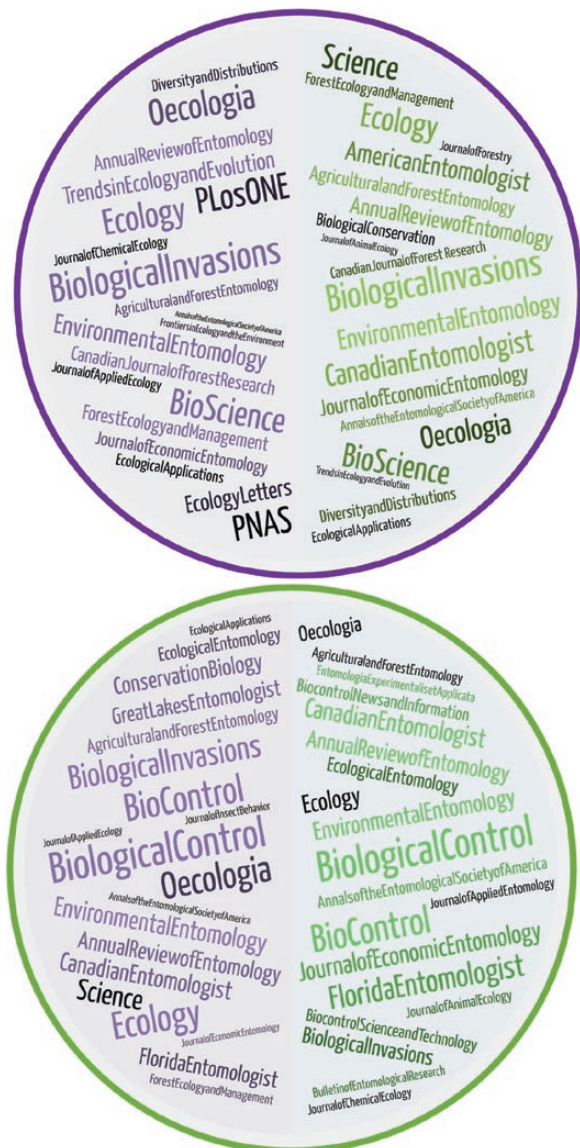 DiversityandDistributions
Oecologia
AnnualReviewofEntomology
TrendsinEcologyandEvolution
Ecology
PLosONE
JournalofChemicalEcology
BiologicalInvasions
AgriculturalandForestEntomology
AnnalsoftheEntomologicalSocietyofAmerica
FrontiersinEcologyandtheEnvironment
EnvironmentalEntomology
CanadianJournalofForestResearch
JournalofAppliedEcology
BioScience
ForestEcologyandManagement
JournalofEconomicEntomology
EcologicalApplications
EcologyLetters
PNAS
Science
ForestEcologyandManagement
Ecology
JournalofForestry
AmericanEntomologist
AgriculturalandForestEntomology
AnnualReviewofEntomology
BiologicalConservation
JournalofAnimalEcology
CanadianJournalofForest Research
BiologicalInvasions
EnvironmentalEntomology
CanadianEntomologist
JournalofEconomicEntomology
AnnalsoftheEntomologicalSocietyofAmerica
Oecologia
BioScience
TrendsinEcologyandEvolution
DiversityandDistributions
EcologicalApplications
EcologicalApplications
EcologicalEntomology
ConservationBiology
GreatLakesEntomologist
AgriculturalandForestEntomology
BiologicalInvasions
BioControl
JournalofInsectBehavior
JournalofAppliedEcology
BiologicalControl
Oecologia
AnnalsoftheEntomologicalSocietyofAmerica
EnvironmentalEntomology
AnnualReviewofEntomology
CanadianEntomologist
Science
Ecology
JournalofEconomicEntomology
FloridaEntomologist
ForestEcologyandManagement
Oecologia
AgriculturalandForestEntomology
EntomologiaExperimentalisetApplicata
BiocontrolNewsandInformation
CanadianEntomologist
AnnualReviewofEntomology
EcologicalEntomology
Ecology
EnvironmentalEntomology
BiologicalControl
AnnalsoftheEntomologicalSocietyofAmerica
JournalofAppliedEntomology
BioControl
JournalofEconomicEntomology
FloridaEntomologist
JournalofAnimalEcology
BiocontrolScienceandTechnology
BiologicalInvasions
BulletinofEntomologicalResearch
JournalofChemicalEcology